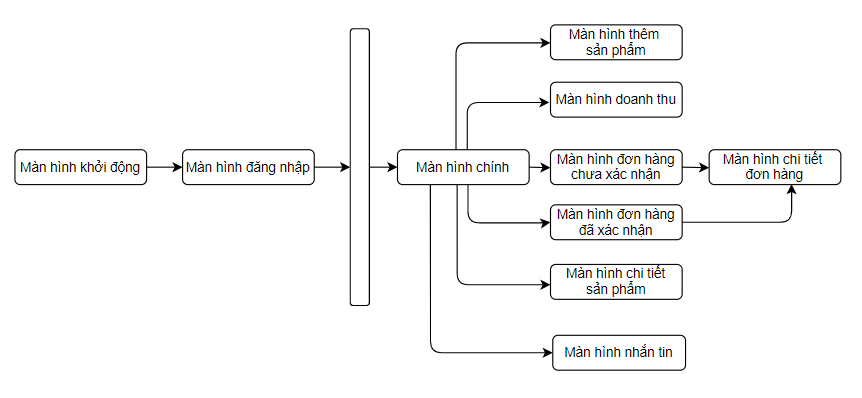 Màn hình khởi động
Màn hình đăng nhập
Màn hình chính
Màn hình thêm
sản phẩm
Màn hình doanh thu
Màn hình đơn hàng
chưa xác nhận
Màn hình chi tiết
đơn hàng
Màn hình đơn hàng
đã xác nhận
Màn hình chi tiết
sản phẩm
Màn hình nhắn tin